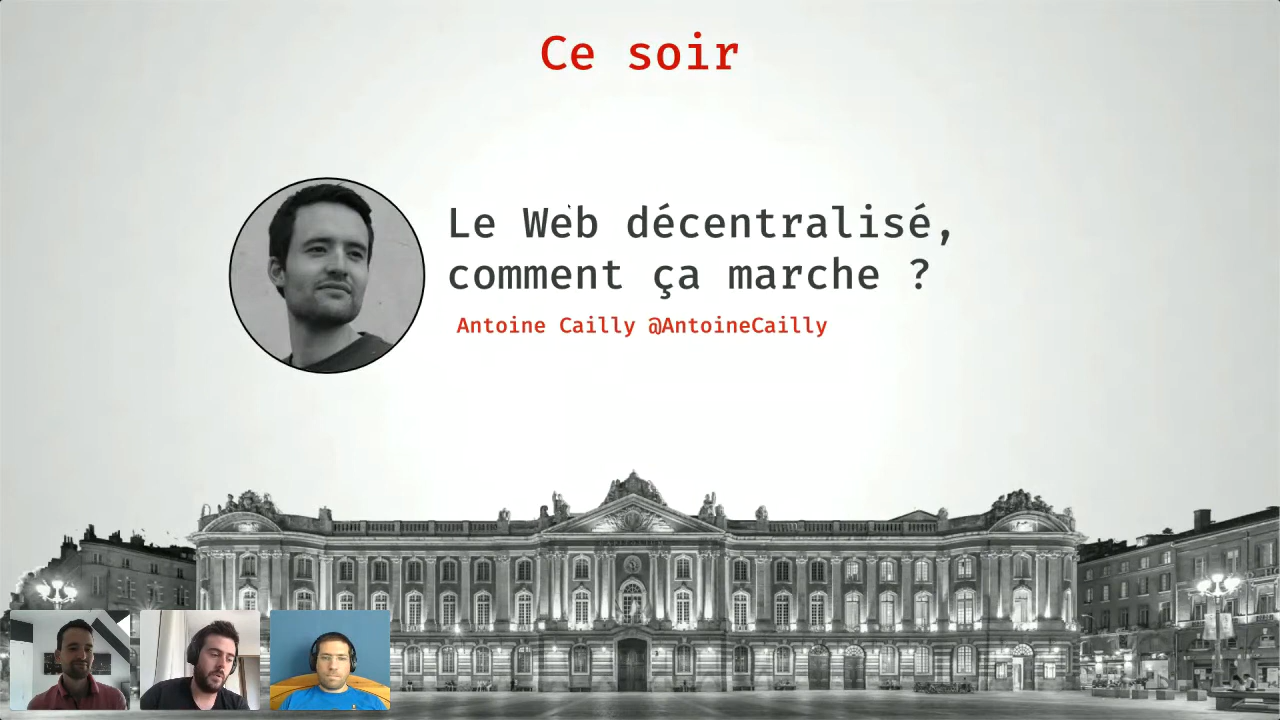 Ce soir
Le Web décentralisé,
comment ça marche ?
Antoine Cailly @AntoineCailly